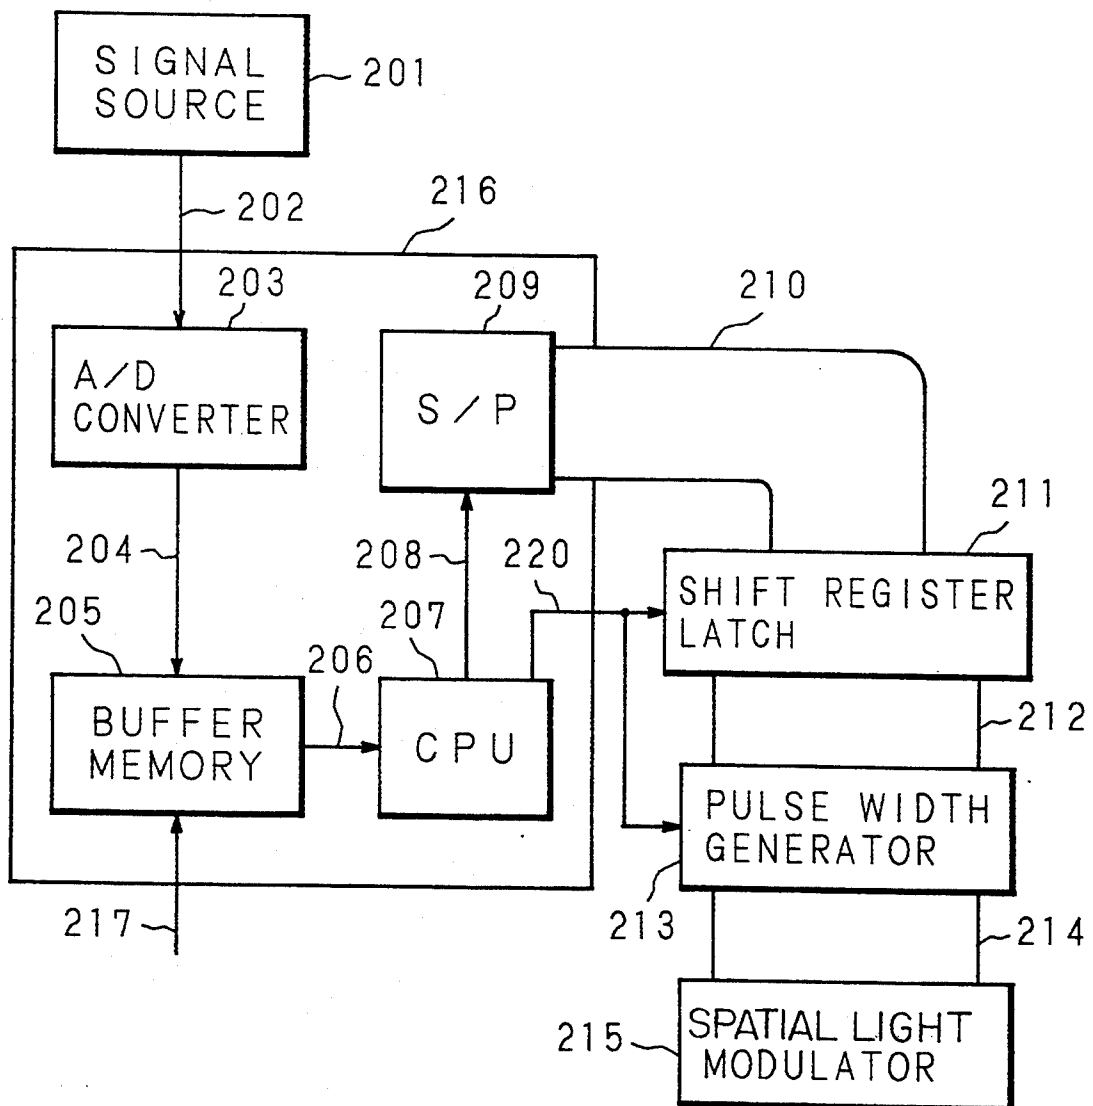 SIGNAL
SOURCE
201
202
216
203
A/D
CONVERTER
209
S/P
210
204
208
220
211
SHIFT REGISTER
LATCH
205
BUFFER
MEMORY
206
207
CPU
212
PULSE WIDTH
GENERATOR
213
217
214
215
SPATIAL LIGHT
MODULATOR